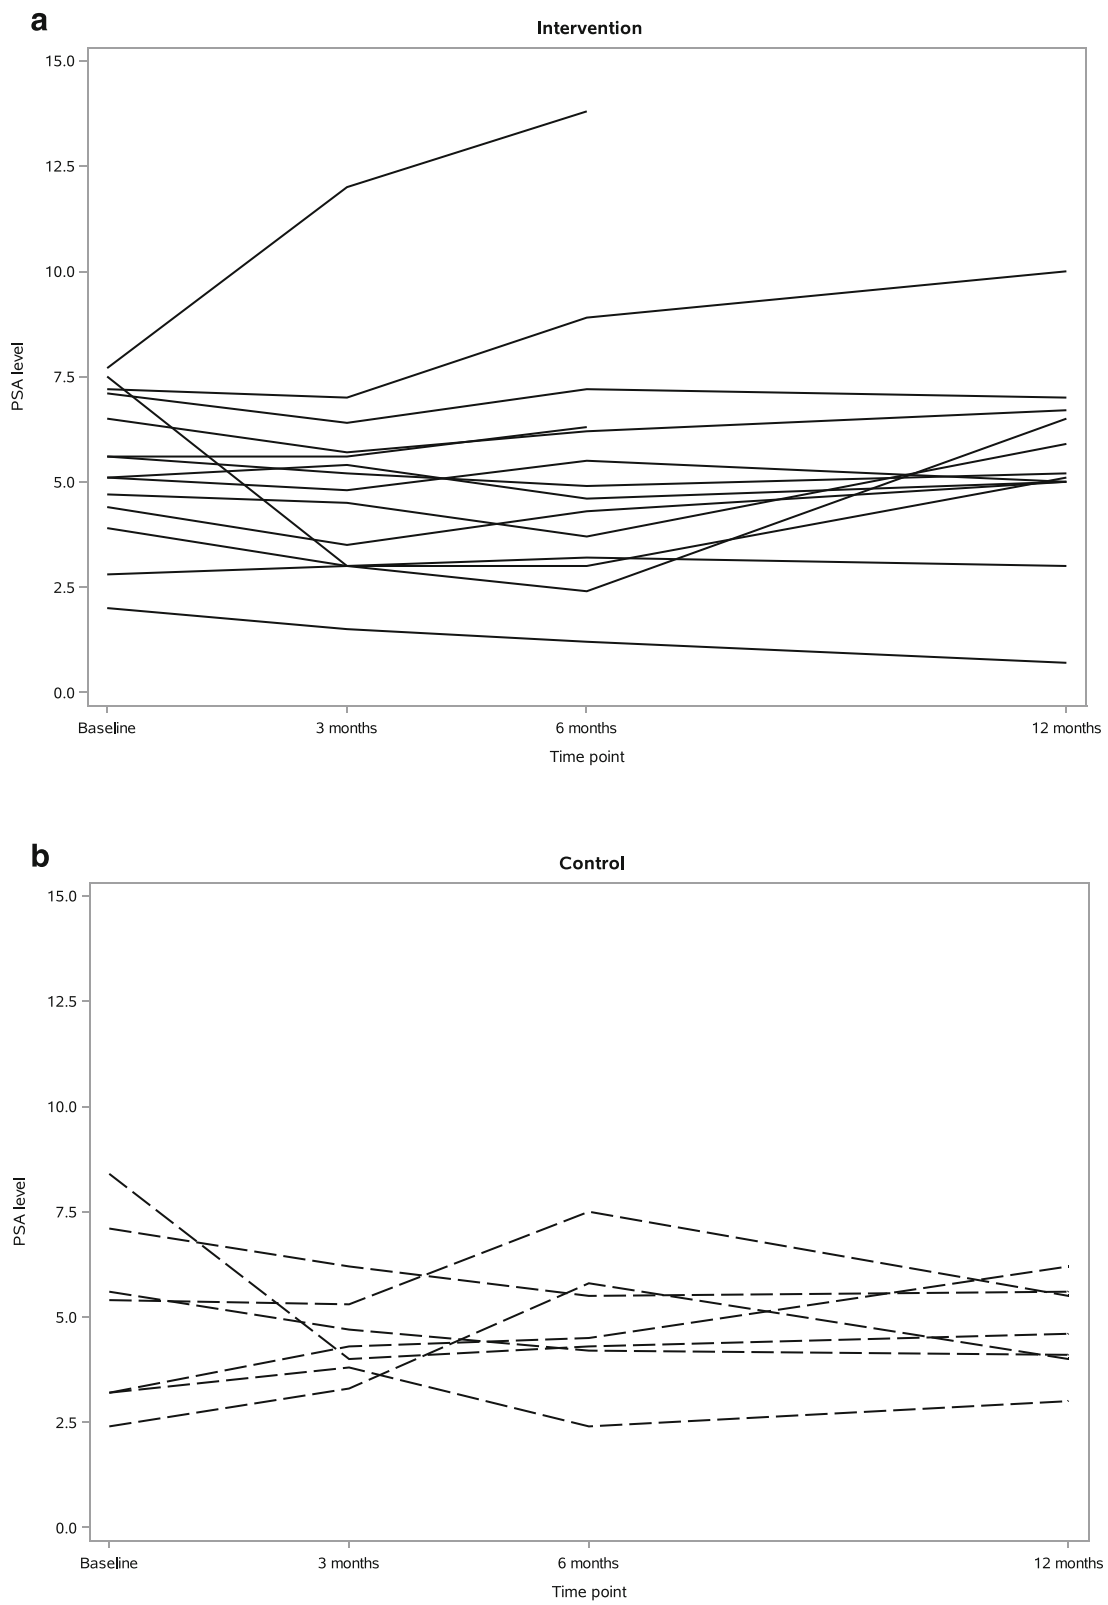 a
Intervention
15.0
12.5
10.0
7.5
5.0
2.5
0.0
PSA level
Baseline 3 months 6 months 12 months
Time point
b
Control
15.0
12.5
10.0
7.5
5.0
2.5
0.0
PSA level
Baseline 3 months 6 months 12 months
Time point